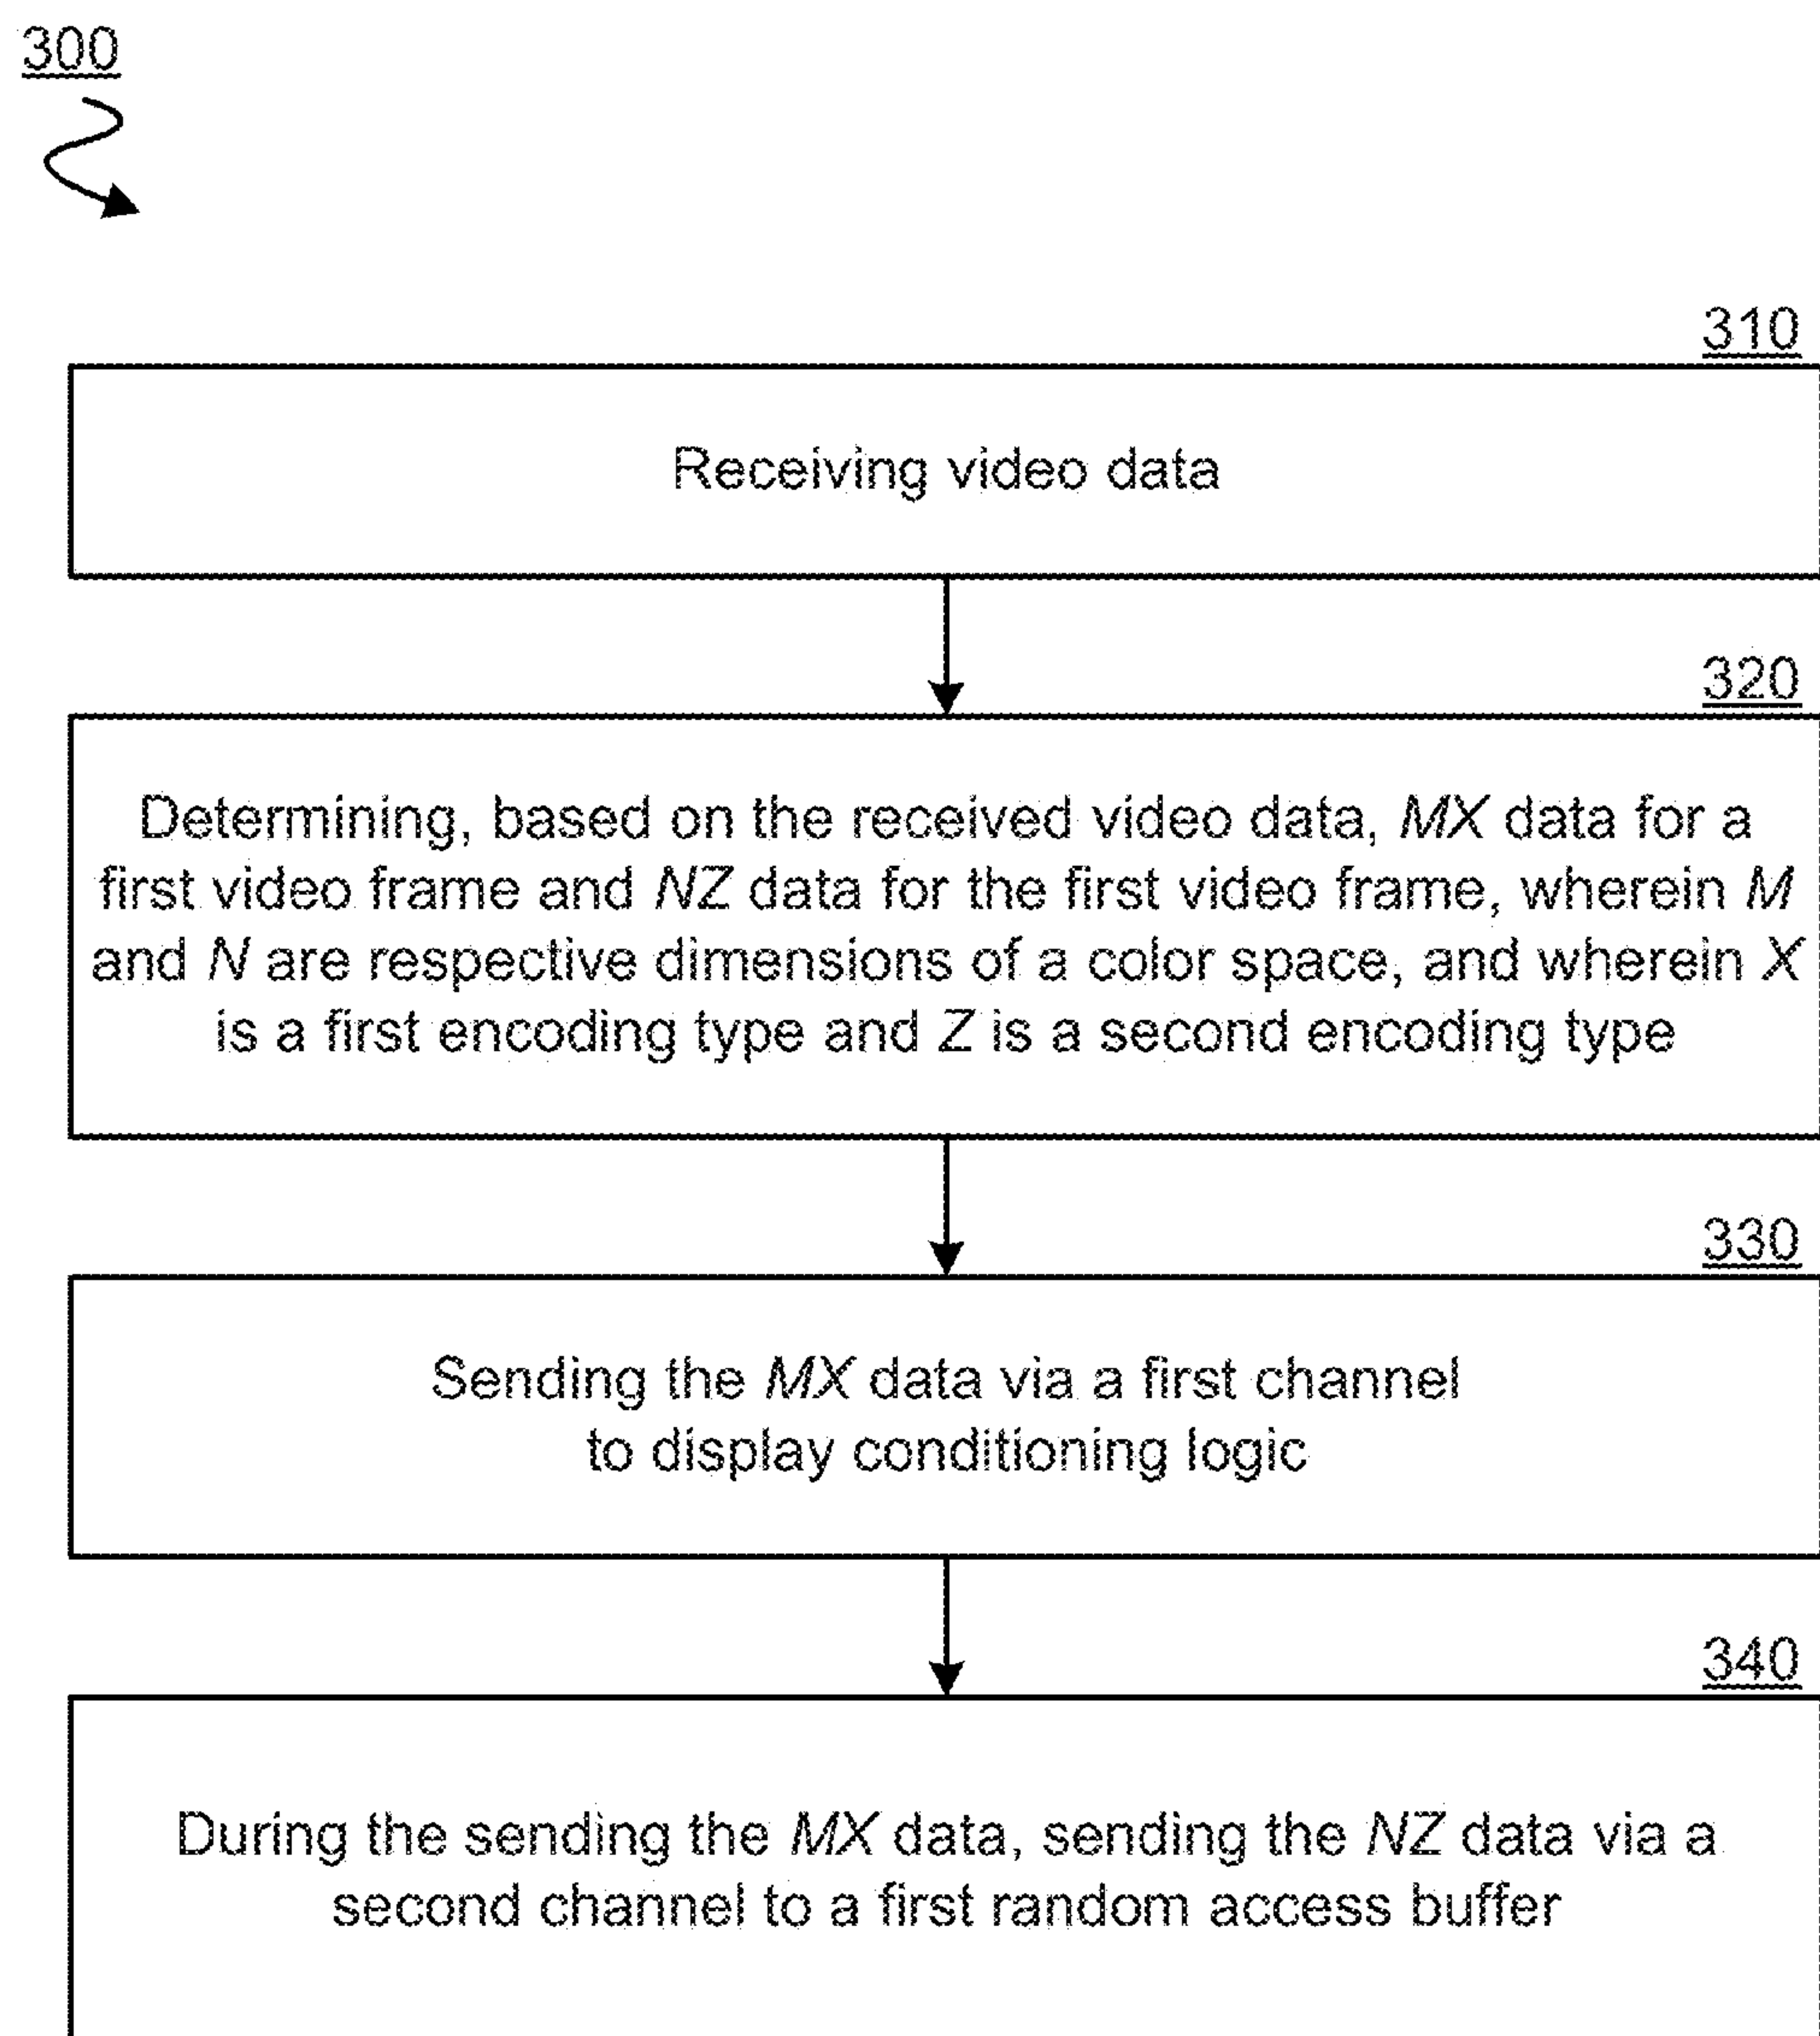 300
310
Receiving video data
320
Determining, based on the received video data, MX data for a
first video frame and NZ data for the first video frame, wherein M
and N are respective dimensions of a color space, and wherein X
is a first encoding type and Z is a second encoding type
330
Sending the MX data via a first channel
to display conditioning logic
340
During the sending the MX data, sending the NZ data via a
second channel to a first random access buffer